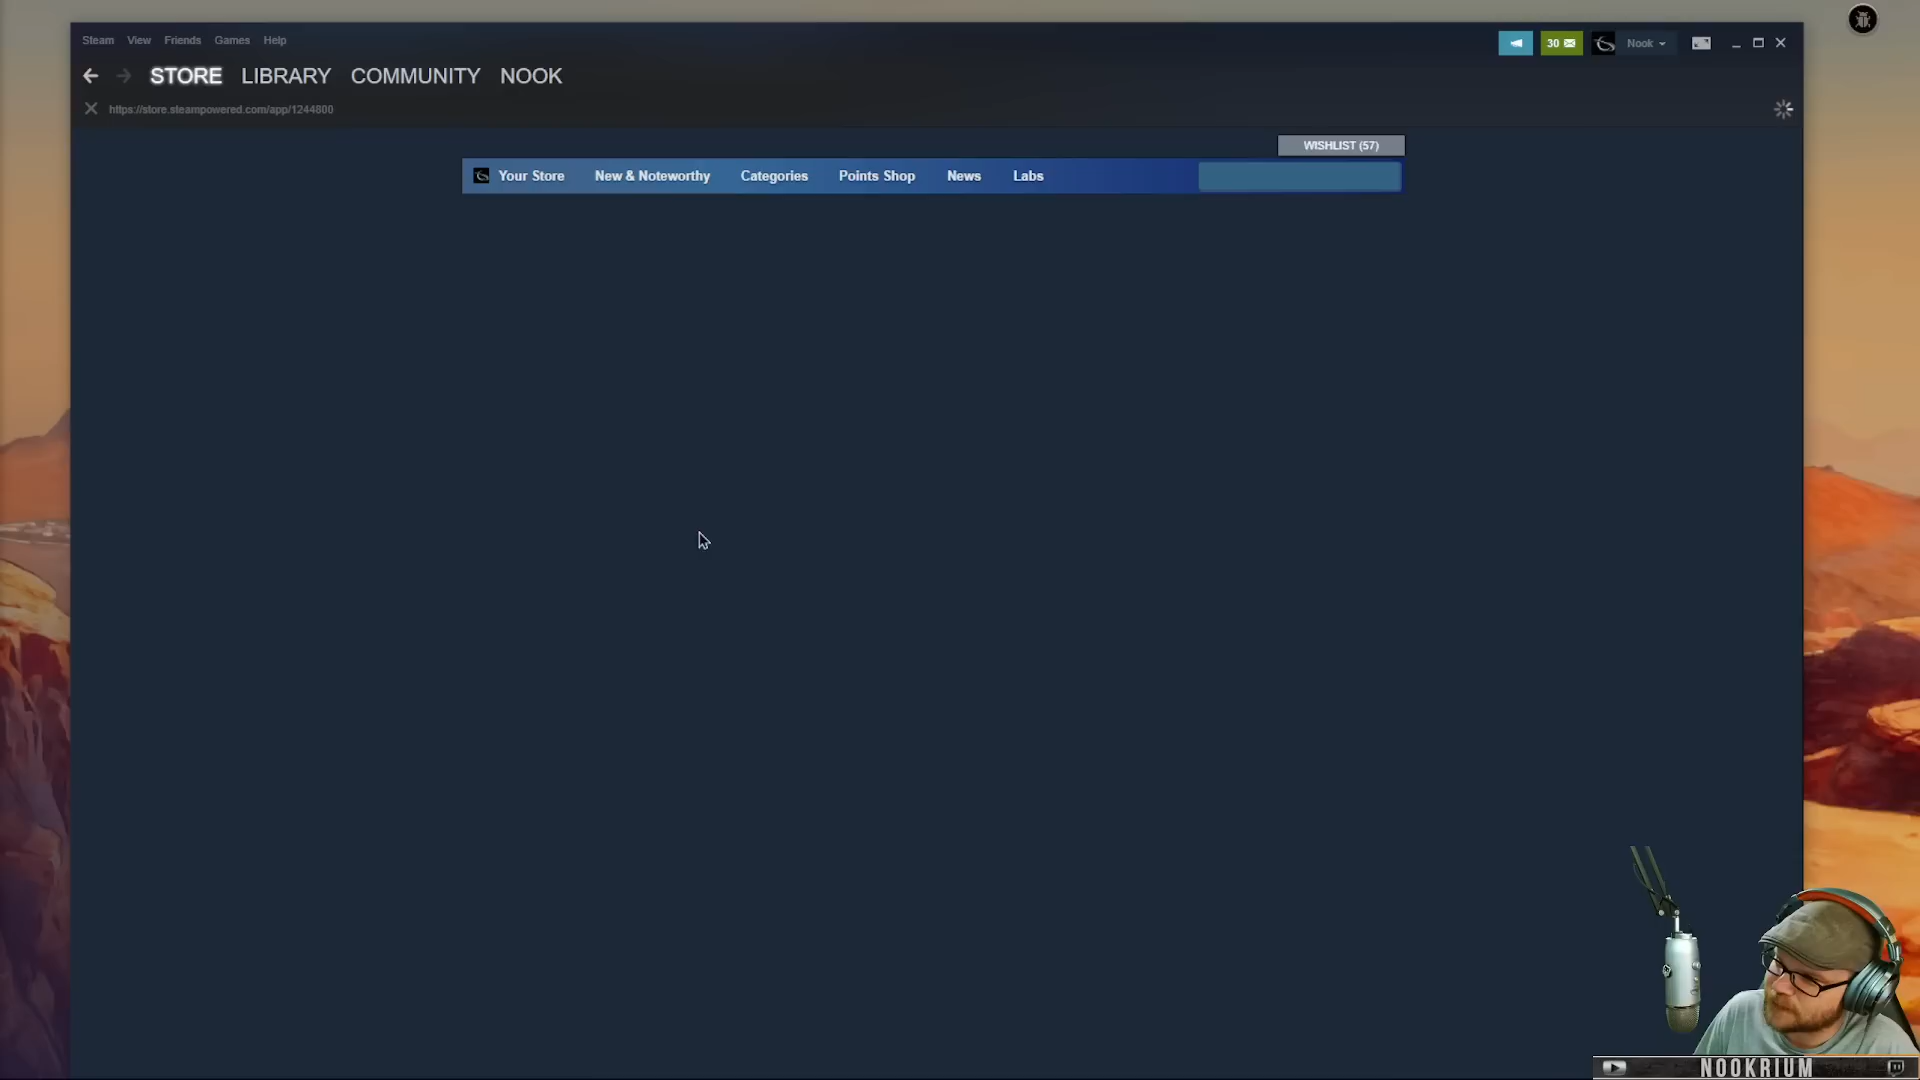 Steam View Friends Games Help
30
Nook
STORE LIBRARY COMMUNITY NOOK
https://store.steampowered.com/app/1244800
WISHLIST (57)
Your Store New & Noteworthy Categories Points Shop News Labs
NOOKRIUM